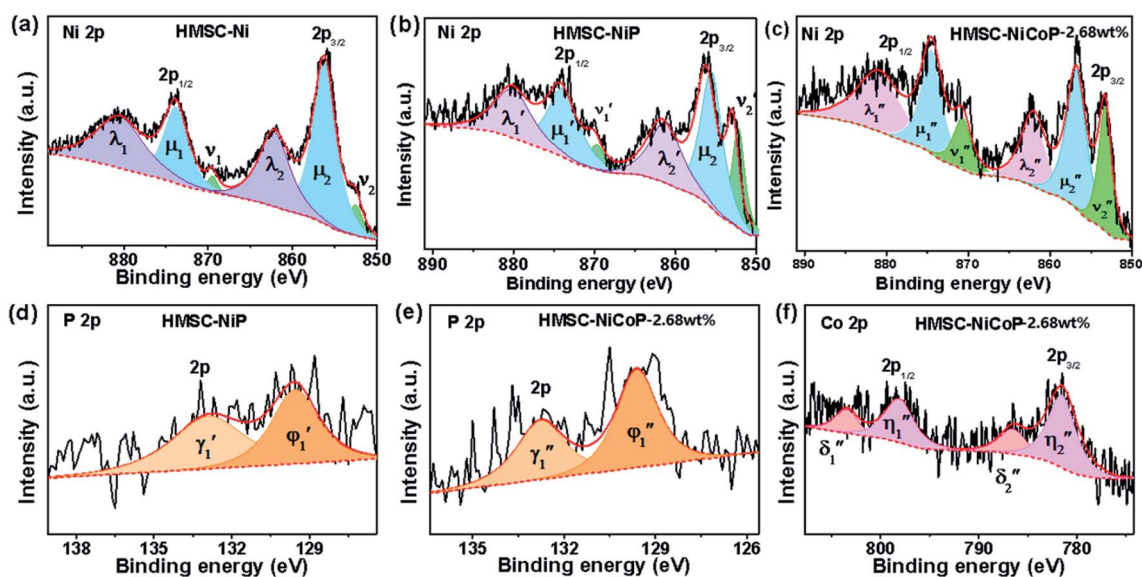 (a)
Ni 2p
HMSC-Ni
2p3/2
2p1/2
λ1
μ1
ν1
λ2
μ2
ν2
Intensity (a.u.)
880
870
860
850
Binding energy (eV)
(b)
Ni 2p
HMSC-NiP
2p3/2
2p1/2
λ1'
μ1'
ν1'
λ2'
μ2'
ν2'
Intensity (a.u.)
890
880
870
860
850
Binding energy (eV)
(c)
Ni 2p
2p1/2
HMSC-NiCoP-2.68wt%
2p3/2
λ1"
μ1"
ν1"
λ2"
μ2"
ν2"
Intensity (a.u.)
890
880
870
860
850
Binding energy (eV)
(d)
P 2p
HMSC-NiP
2p
γ1'
φ1'
Intensity (a.u.)
138
135
132
129
Binding energy (eV)
(e)
P 2p
HMSC-NiCoP-2.68wt%
2p
γ1"
φ1"
Intensity (a.u.)
135
132
129
126
Binding energy (eV)
(f)
Co 2p
HMSC-NiCoP-2.68wt%
2p3/2
2p1/2
δ1"
η1"
δ2"
η2"
Intensity (a.u.)
800
790
780
Binding energy (eV)